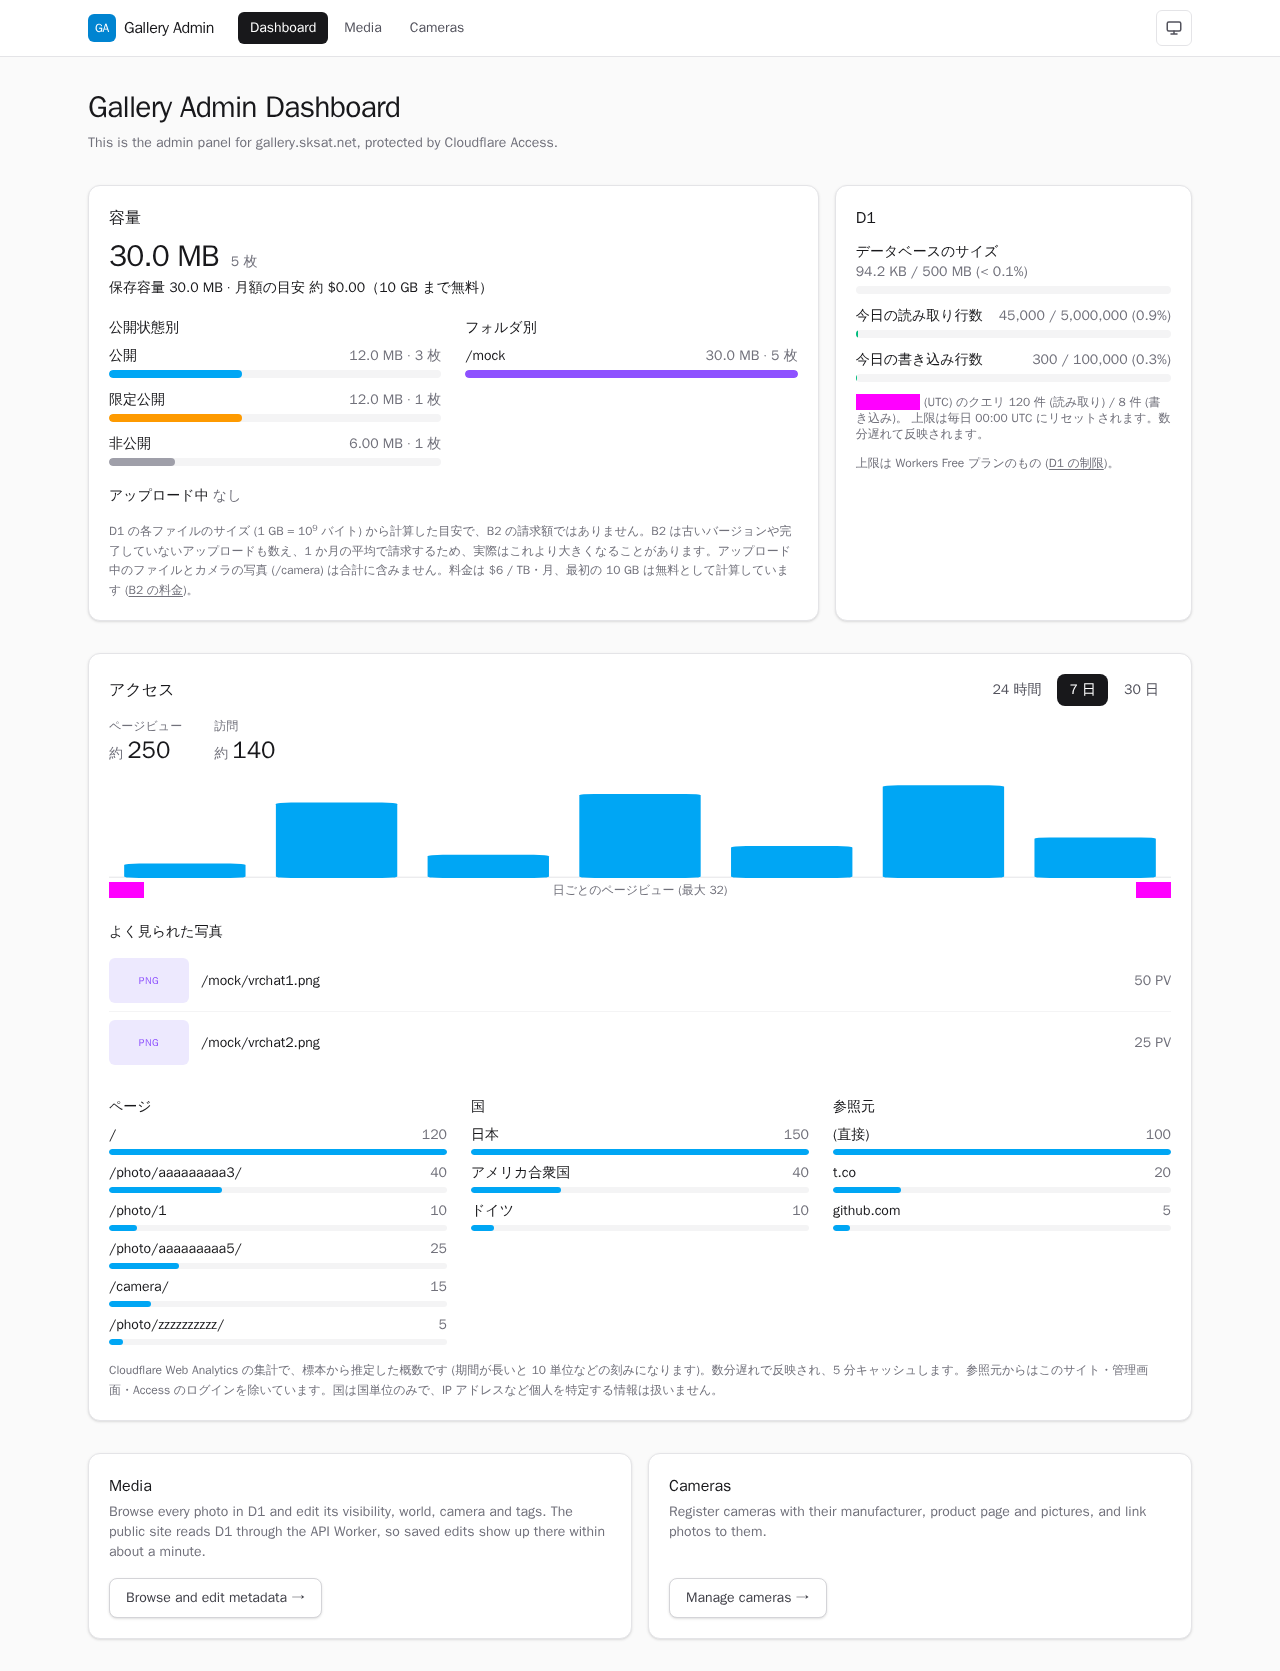 GA Gallery Admin Dashboard Media Cameras
Gallery Admin Dashboard
This is the admin panel for gallery.sksat.net, protected by Cloudflare Access.
容量
30.0 MB 5 枚
保存容量 30.0 MB · 月額の目安 約 $0.00（10 GB まで無料）
公開状態別
公開 12.0 MB · 3 枚
限定公開 12.0 MB · 1 枚
非公開 6.00 MB · 1 枚
フォルダ別
/mock 30.0 MB · 5 枚
アップロード中 なし
D1 の各ファイルのサイズ (1 GB = 10⁹ バイト) から計算した目安で、B2 の請求額ではありません。B2 は古いバージョンや完
了していないアップロードも数え、1 か月の平均で請求するため、実際はこれより大きくなることがあります。アップロード
中のファイルとカメラの写真 (/camera) は合計に含みません。料金は $6 / TB・月、最初の 10 GB は無料として計算していま
す (B2 の料金)。
D1
データベースのサイズ
94.2 KB / 500 MB (< 0.1%)
今日の読み取り行数 45,000 / 5,000,000 (0.9%)
今日の書き込み行数 300 / 100,000 (0.3%)
(UTC) のクエリ 120 件 (読み取り) / 8 件 (書
き込み)。 上限は毎日 00:00 UTC にリセットされます。数
分遅れて反映されます。
上限は Workers Free プランのもの (D1 の制限)。
アクセス 24 時間 7 日 30 日
ページビュー 訪問
約 250 約 140
日ごとのページビュー (最大 32)
よく見られた写真
PNG /mock/vrchat1.png 50 PV
PNG /mock/vrchat2.png 25 PV
ページ
/ 120
/photo/aaaaaaaaa3/ 40
/photo/1 10
/photo/aaaaaaaaa5/ 25
/camera/ 15
/photo/zzzzzzzzzz/ 5
国
日本 150
アメリカ合衆国 40
ドイツ 10
参照元
(直接) 100
t.co 20
github.com 5
Cloudflare Web Analytics の集計で、標本から推定した概数です (期間が長いと 10 単位などの刻みになります)。数分遅れで反映され、5 分キャッシュします。参照元からはこのサイト・管理画
面・Access のログインを除いています。国は国単位のみで、IP アドレスなど個人を特定する情報は扱いません。
Media
Browse every photo in D1 and edit its visibility, world, camera and tags. The
public site reads D1 through the API Worker, so saved edits show up there within
about a minute.
Browse and edit metadata →
Cameras
Register cameras with their manufacturer, product page and pictures, and link
photos to them.
Manage cameras →